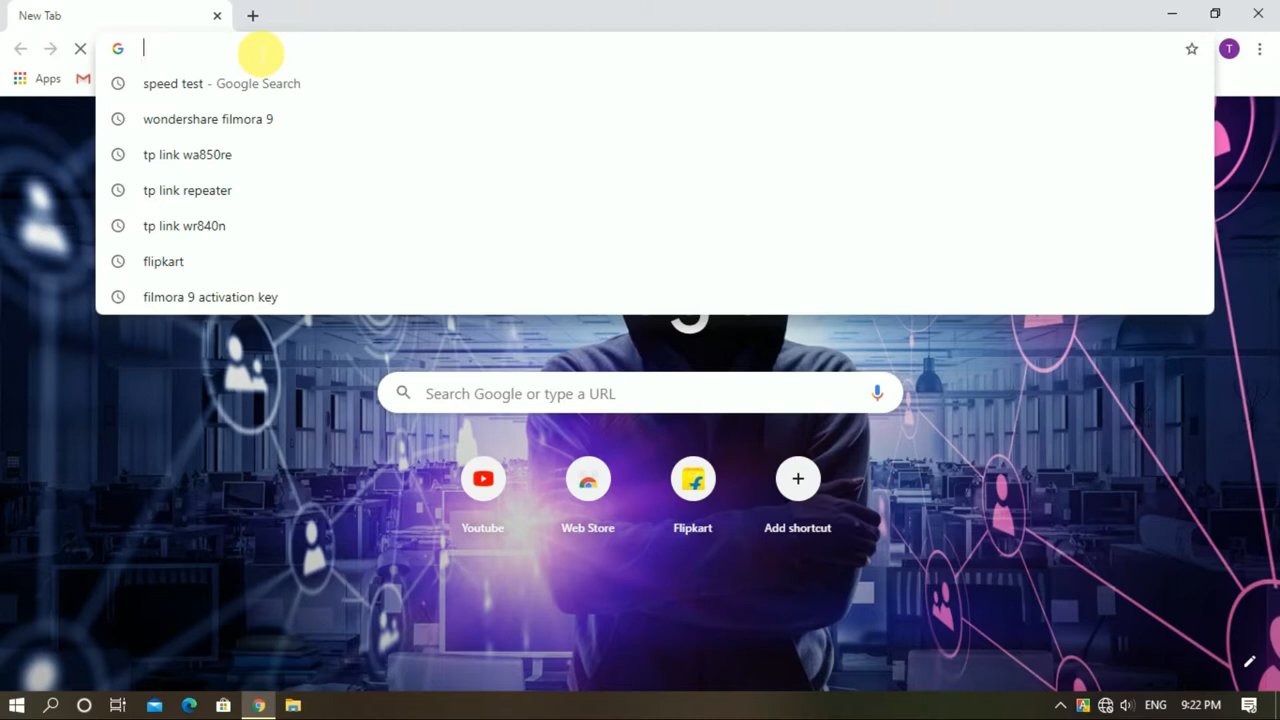 New Tab
Apps
speed test - Google Search
wondershare filmora 9
tp link wa850re
tp link repeater
tp link wr840n
flipkart
filmora 9 activation key
Search Google or type a URL
Youtube
Web Store
Flipkart
Add shortcut
T
ENG
9:22 PM